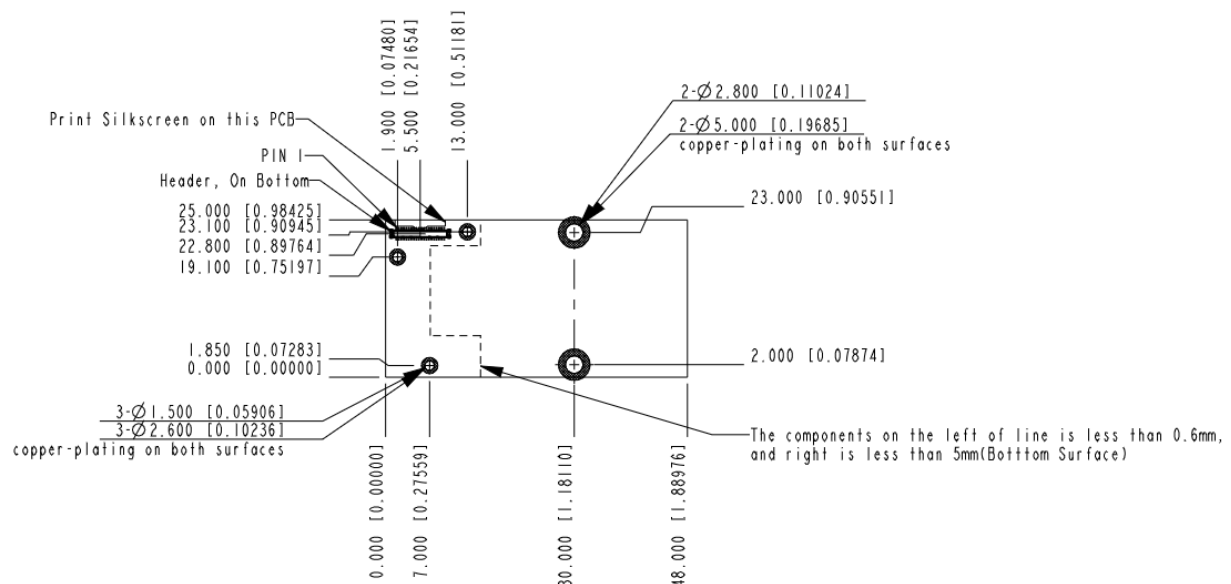 1.900 [0.07480]
5.500 [0.21654]
13.000 [0.51181]
2-Ø2.800 [0.11024]
2-Ø5.000 [0.19685]
copper-plating on both surfaces
Print Silkscreen on this PCB
PIN 1
Header, On Bottom
25.000 [0.98425]
23.100 [0.90945]
22.800 [0.89764]
19.100 [0.75197]
23.000 [0.90551]
1.850 [0.07283]
0.000 [0.00000]
2.000 [0.07874]
3-Ø1.500 [0.05906]
3-Ø2.600 [0.10236]
copper-plating on both surfaces
The components on the left of line is less than 0.6mm,
and right is less than 5mm(Botttom Surface)
0.000 [0.00000]
7.000 [0.27559]
30.000 [1.18110]
48.000 [1.88976]